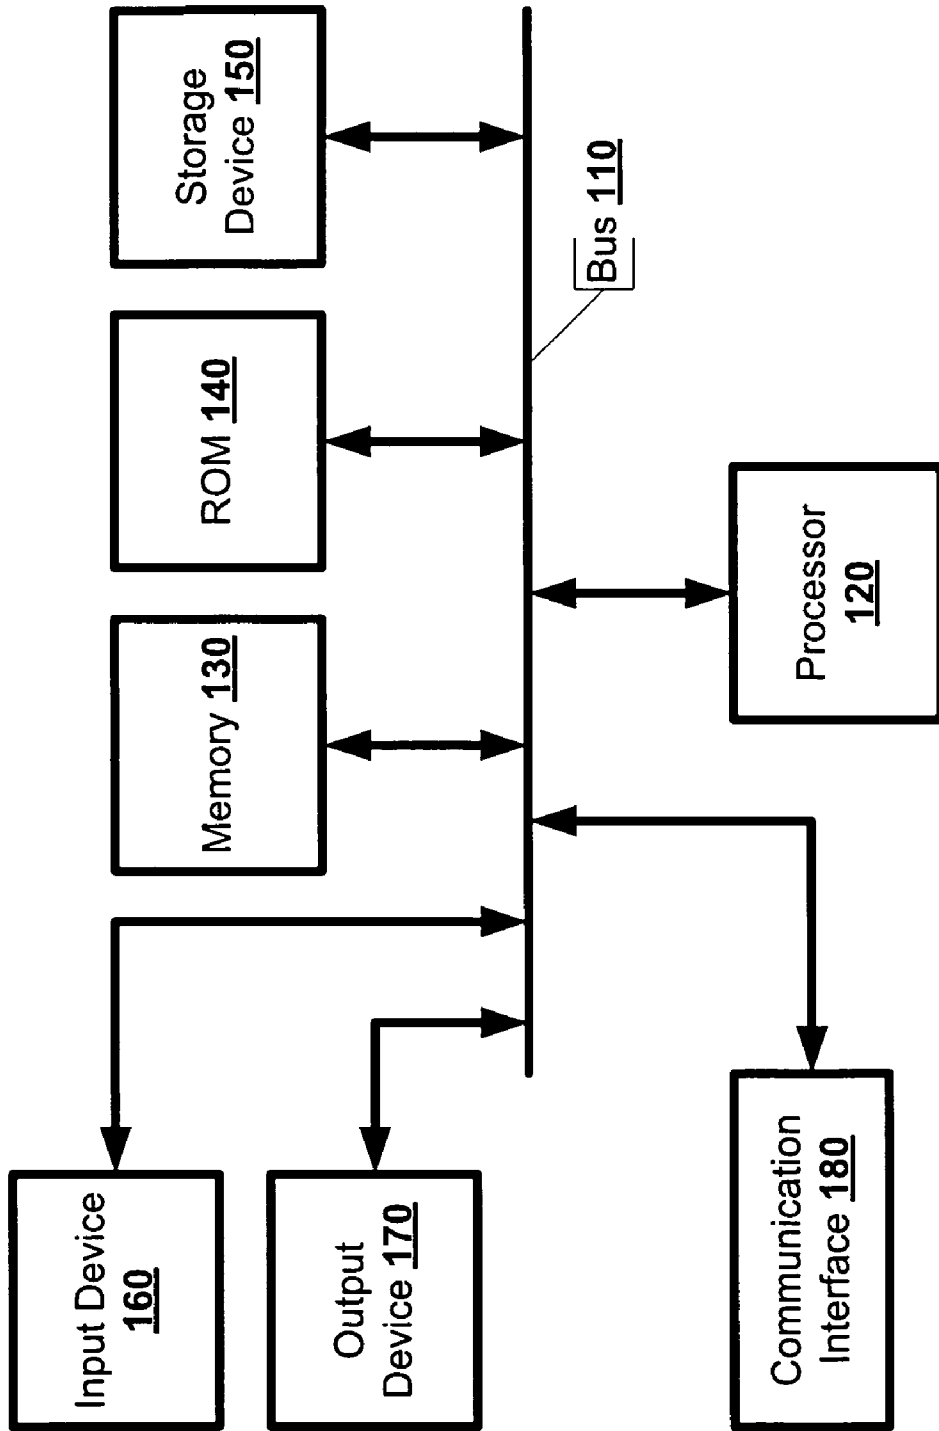 Input Device
160
Output
Device 170
Memory 130
ROM 140
Storage
Device 150
Bus 110
Communication
Interface 180
Processor
120